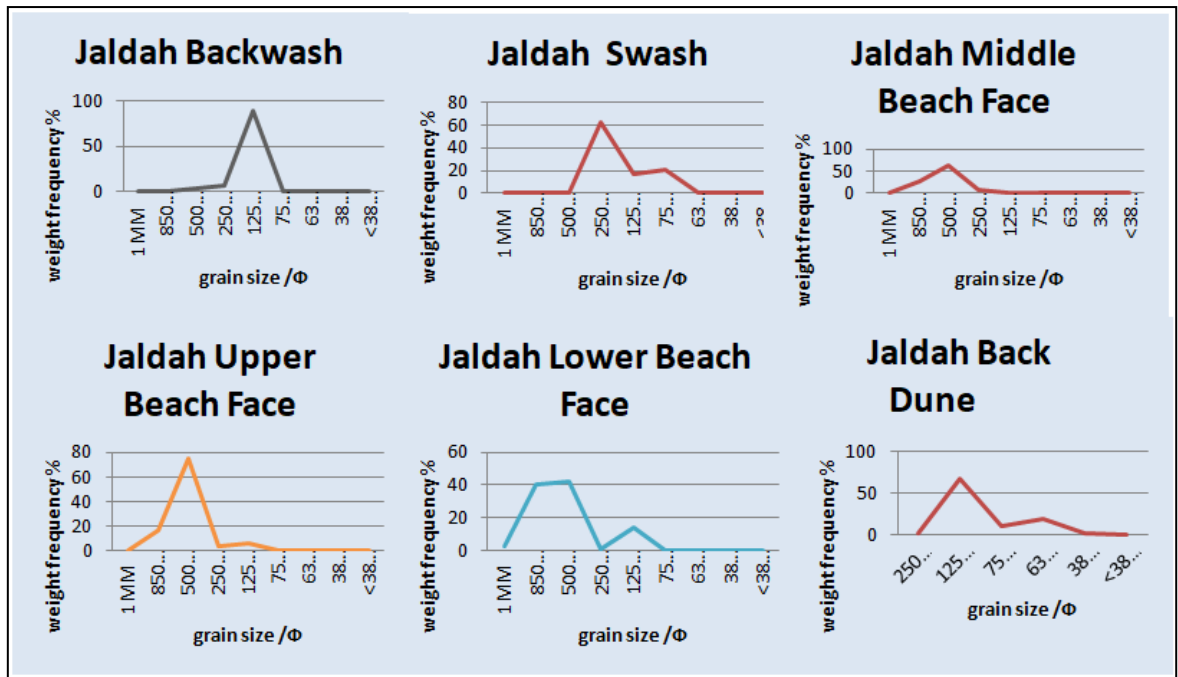 Jaldah Backwash
weight frequency %
100
50
0
1 MM
850...
500...
250...
125...
75...
63...
38...
<38...
grain size /Φ
Jaldah Swash
weight frequency %
80
60
40
20
0
1 MM
850...
500...
250...
125...
75...
63...
38...
<38...
grain size /Φ
Jaldah Middle
Beach Face
weight frequency %
100
50
0
1 MM
850...
500...
250...
125...
75...
63...
38...
<38...
grain size /Φ
Jaldah Upper
Beach Face
weight frequency %
80
60
40
20
0
1 MM
850...
500...
250...
125...
75...
63...
38...
<38...
grain size /Φ
Jaldah Lower Beach
Face
weight frequency %
60
40
20
0
1 MM
850...
500...
250...
125...
75...
63...
38...
<38...
grain size /Φ
Jaldah Back
Dune
weight frequency %
100
50
0
250...
125...
75...
63...
38...
<38...
grain size /Φ